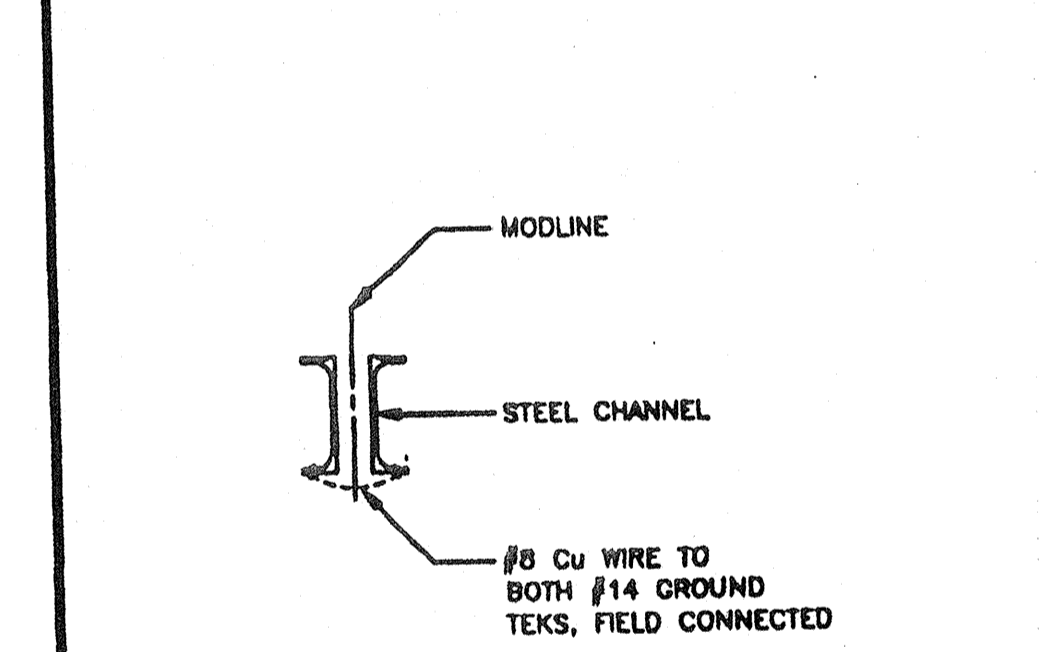 MODLINE
STEEL CHANNEL
#8 Cu WIRE TO
BOTH #14 GROUND
TEKS, FIELD CONNECTED